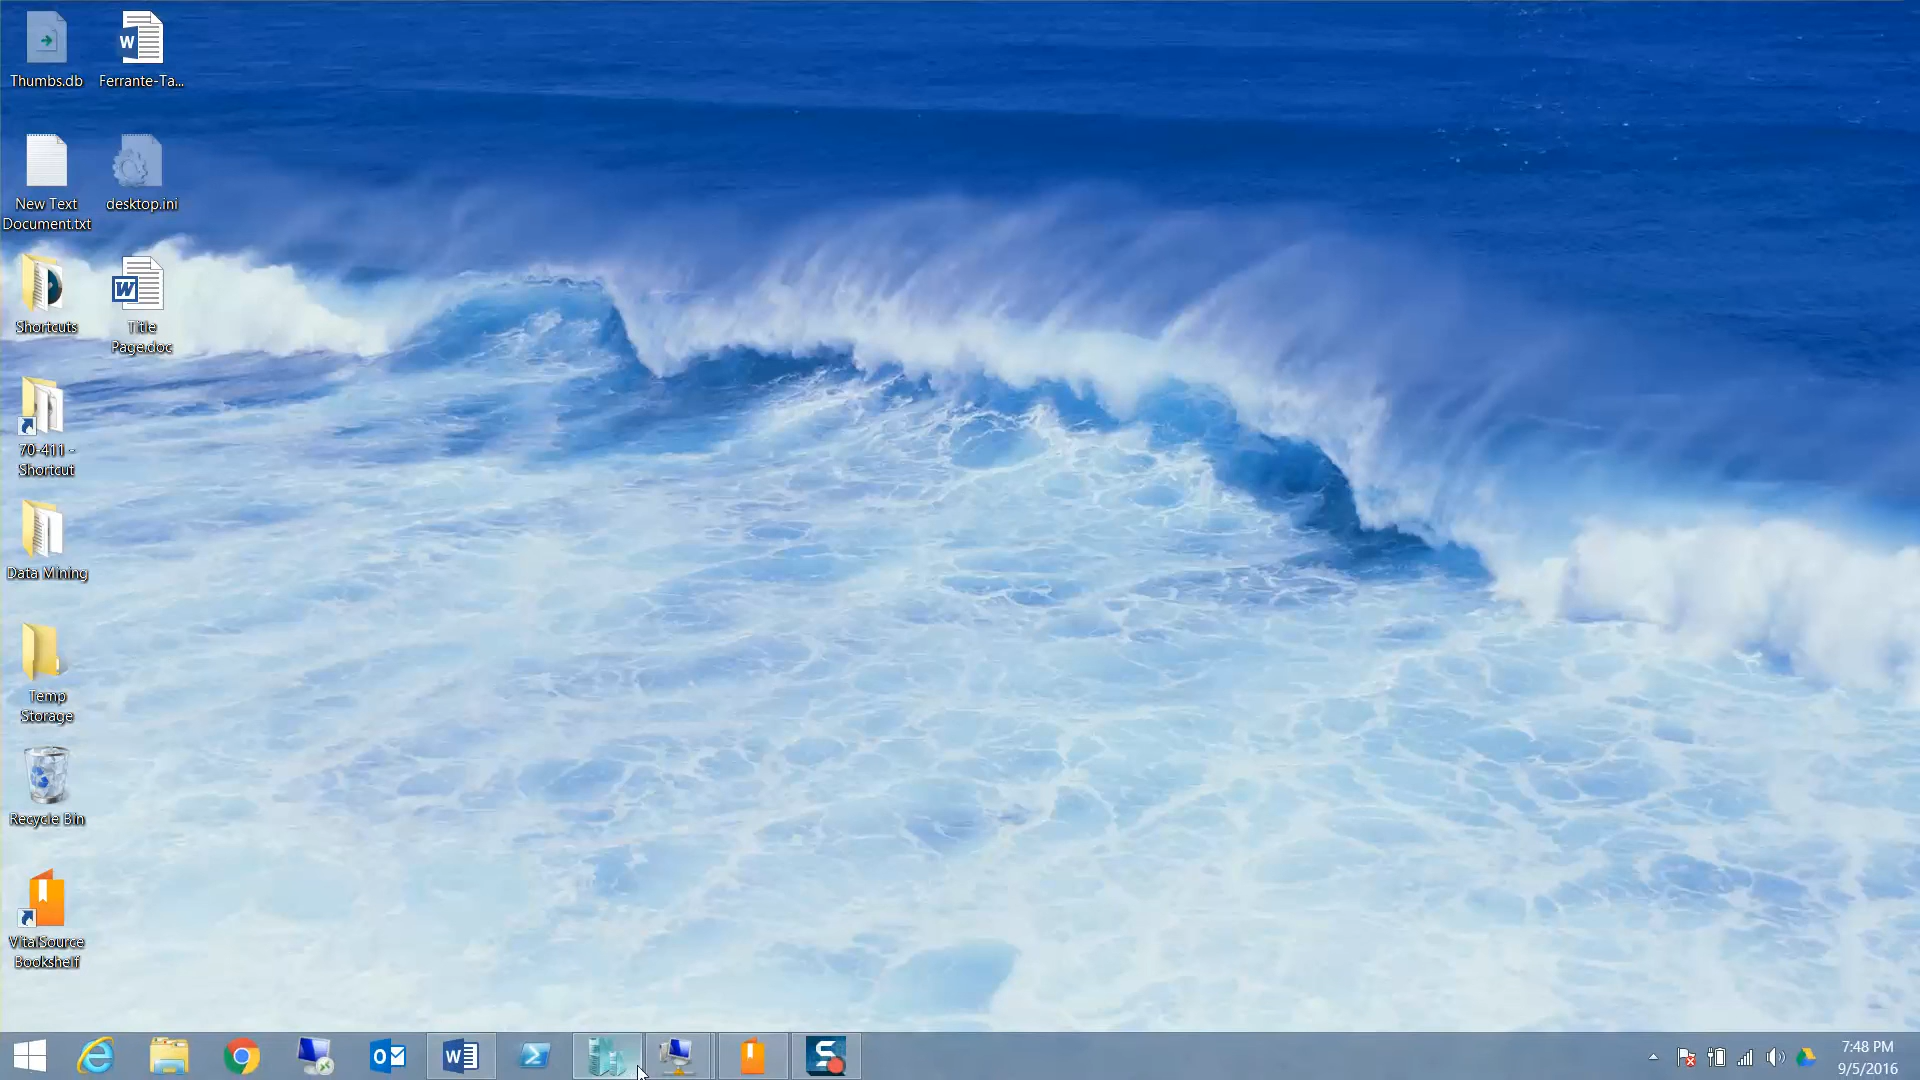 Thumbs.db
Ferrante-Ta...
New Text
Document.txt
desktop.ini
Shortcuts
Title
Page.doc
70-411 -
Shortcut
Data Mining
Temp
Storage
Recycle Bin
VitalSource
Bookshelf
7:48 PM
9/5/2016